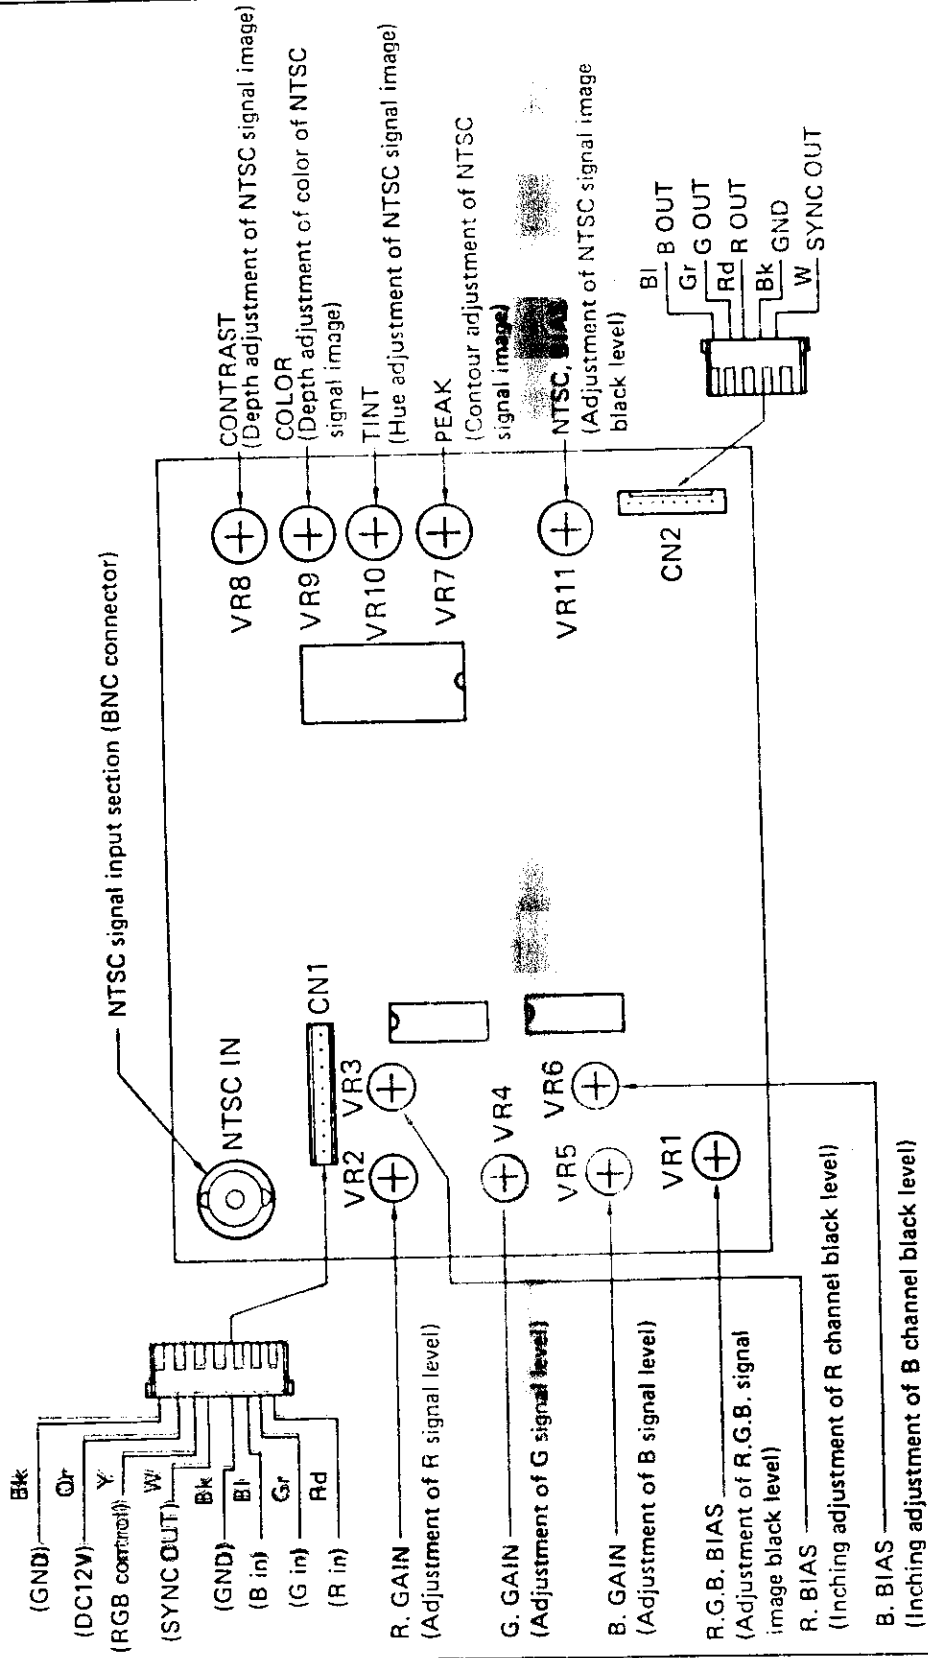 NTSC signal input section (BNC connector)
Bk
(GND)
Or
(DC12V)
Y
(RGB control)
W
(SYNC OUT)
Bk
(GND)
Bl
(B in)
Gr
(G in)
Rd
(R in)
NTSC IN
CN1
VR2
VR3
VR4
VR5
VR6
VR1
R. GAIN
(Adjustment of R signal level)
G. GAIN
(Adjustment of G signal level)
B. GAIN
(Adjustment of B signal level)
R.G.B. BIAS
(Adjustment of R.G.B. signal
image black level)
R. BIAS
(Inching adjustment of R channel black level)
B. BIAS
(Inching adjustment of B channel black level)
VR8
CONTRAST
(Depth adjustment of NTSC signal image)
VR9
COLOR
(Depth adjustment of color of NTSC
signal image)
VR10
TINT
(Hue adjustment of NTSC signal image)
VR7
PEAK
(Contour adjustment of NTSC
signal image)
VR11
NTSC, BIAS
(Adjustment of NTSC signal image
black level)
CN2
Bl
B OUT
Gr
G OUT
Rd
R OUT
Bk
GND
W
SYNC OUT